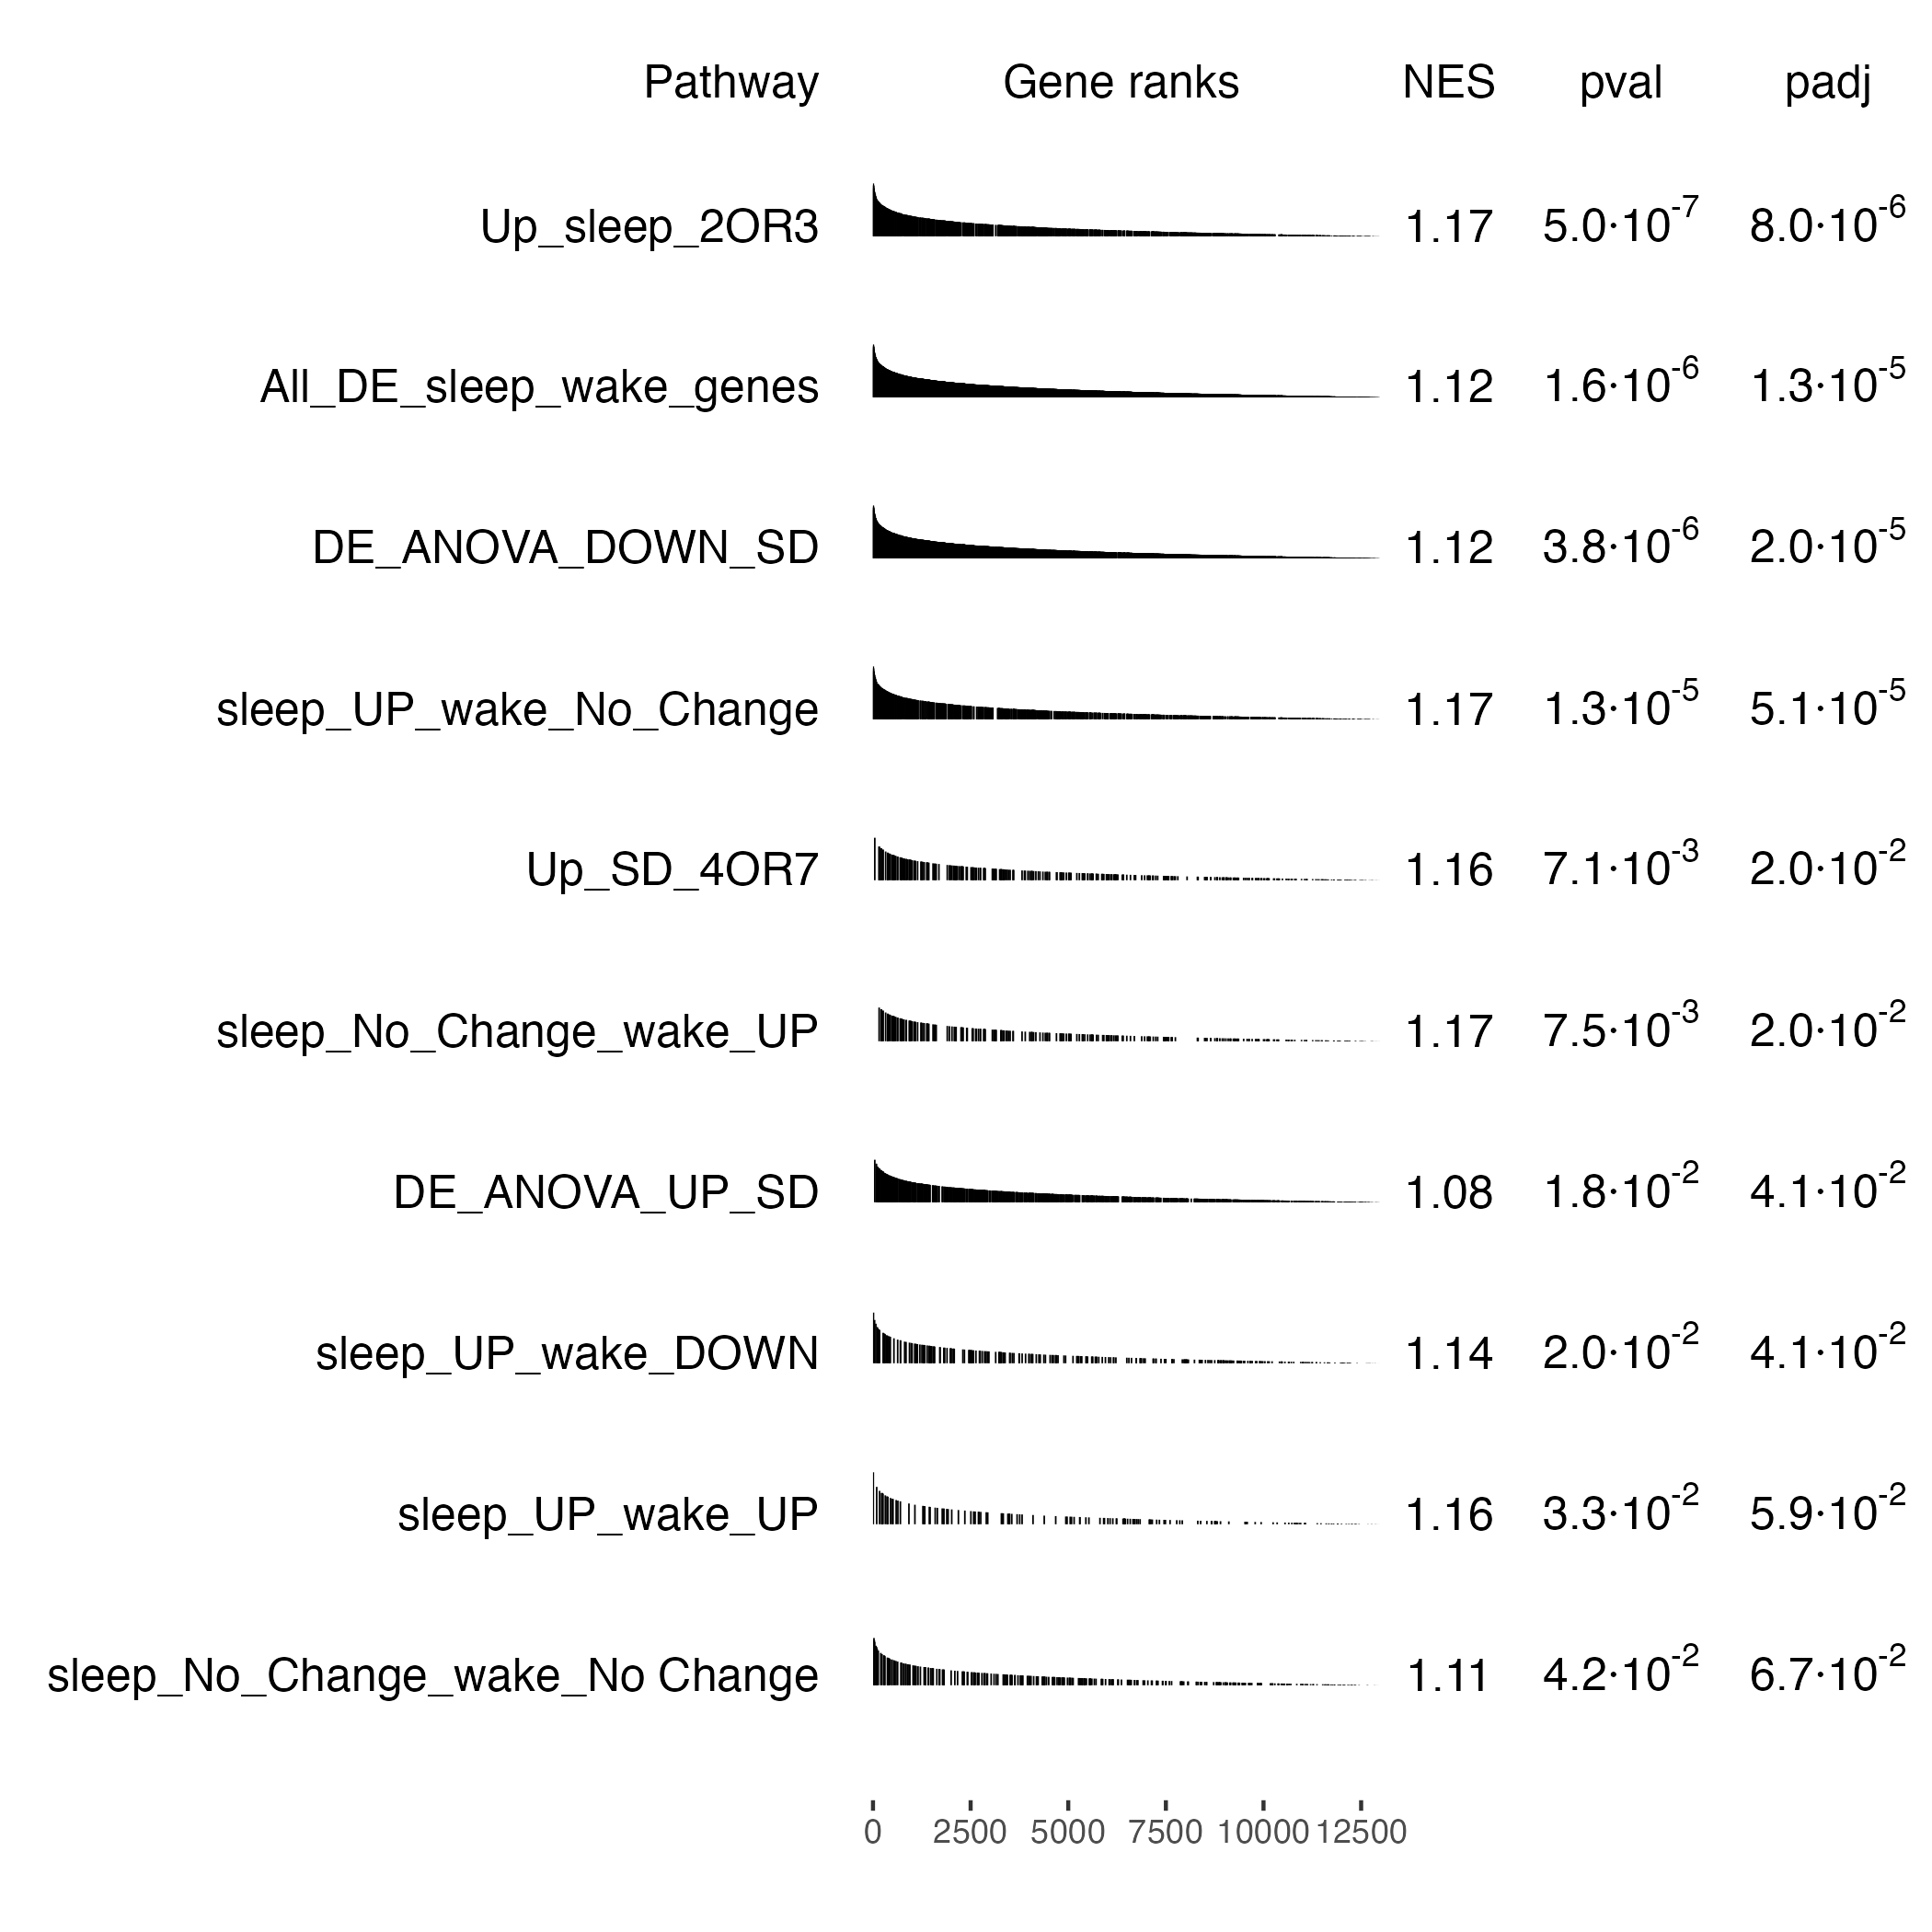 Pathway Gene ranks NES pval padj
Up_sleep_2OR3 1.17 5.0·10⁻⁷ 8.0·10⁻⁶
All_DE_sleep_wake_genes 1.12 1.6·10⁻⁶ 1.3·10⁻⁵
DE_ANOVA_DOWN_SD 1.12 3.8·10⁻⁶ 2.0·10⁻⁵
sleep_UP_wake_No_Change 1.17 1.3·10⁻⁵ 5.1·10⁻⁵
Up_SD_4OR7 1.16 7.1·10⁻³ 2.0·10⁻²
sleep_No_Change_wake_UP 1.17 7.5·10⁻³ 2.0·10⁻²
DE_ANOVA_UP_SD 1.08 1.8·10⁻² 4.1·10⁻²
sleep_UP_wake_DOWN 1.14 2.0·10⁻² 4.1·10⁻²
sleep_UP_wake_UP 1.16 3.3·10⁻² 5.9·10⁻²
sleep_No_Change_wake_No Change 1.11 4.2·10⁻² 6.7·10⁻²
0 2500 5000 7500 10000 12500